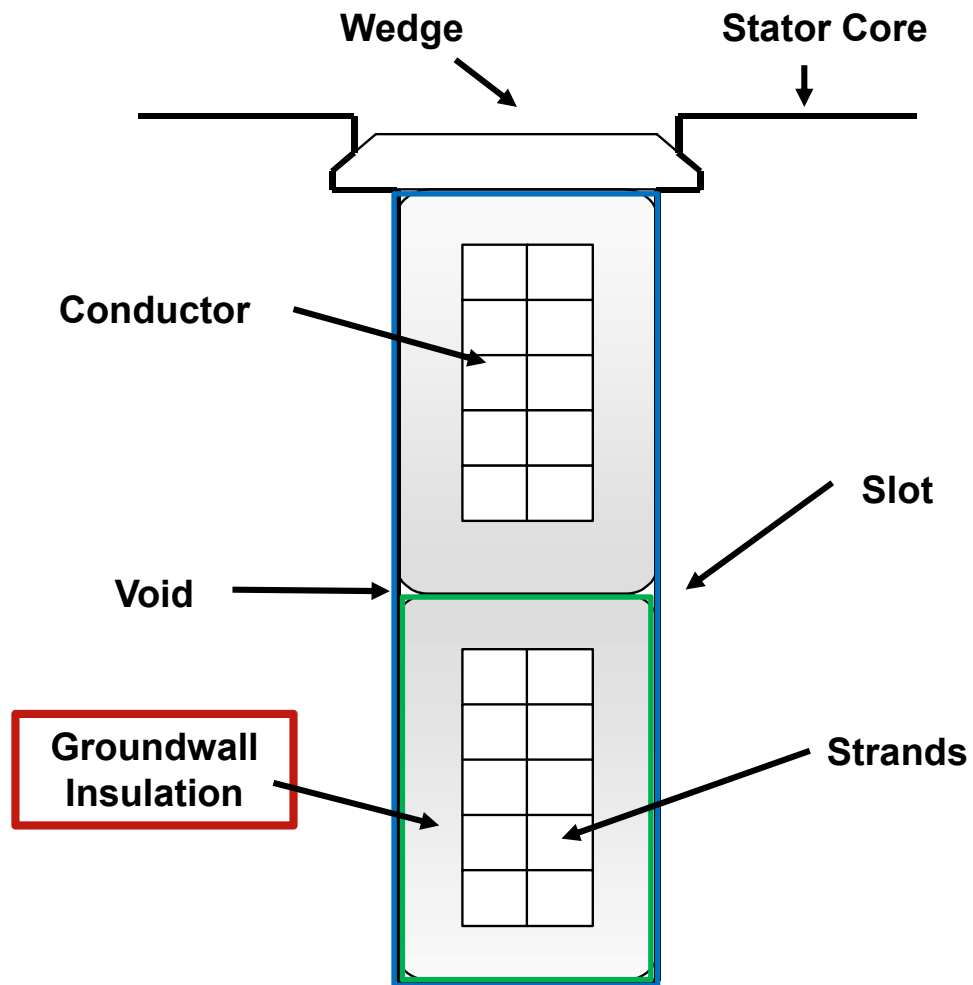 Wedge
Stator Core
Conductor
Slot
Void
Groundwall
Insulation
Strands